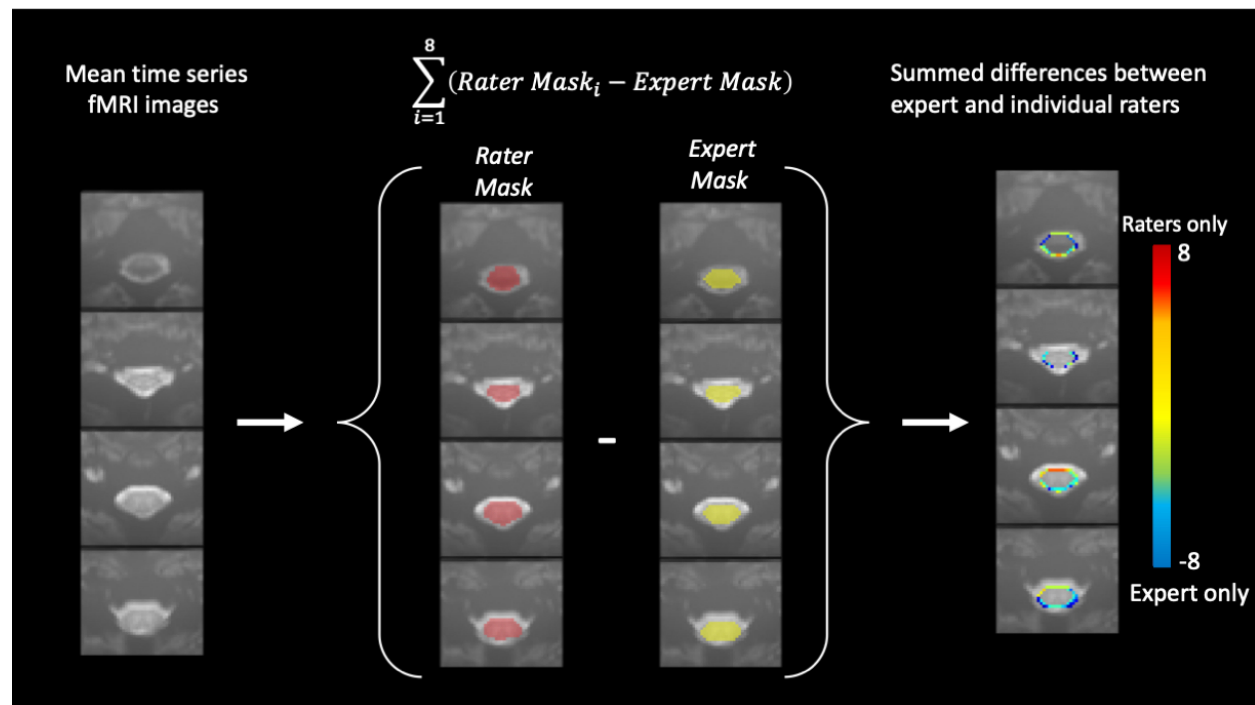 Mean time series
fMRI images
8
∑(Rater Mask_i − Expert Mask)
i=1
Summed differences between
expert and individual raters
Rater
Mask
-
Expert
Mask
Raters only
8
-8
Expert only